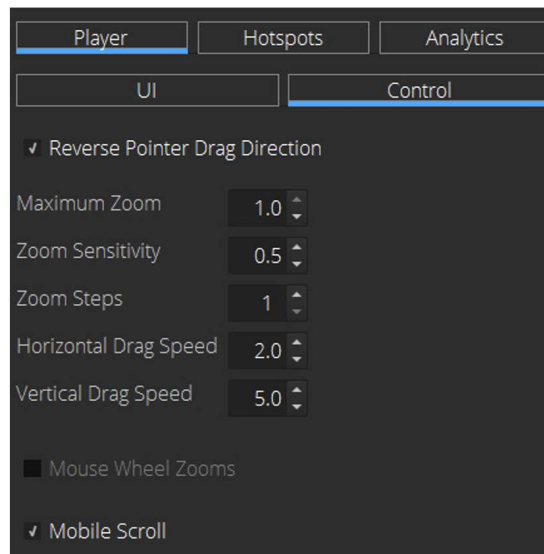 Player Hotspots Analytics
UI Control
Reverse Pointer Drag Direction
Maximum Zoom 1.0
Zoom Sensitivity 0.5
Zoom Steps 1
Horizontal Drag Speed 2.0
Vertical Drag Speed 5.0
Mouse Wheel Zooms
Mobile Scroll